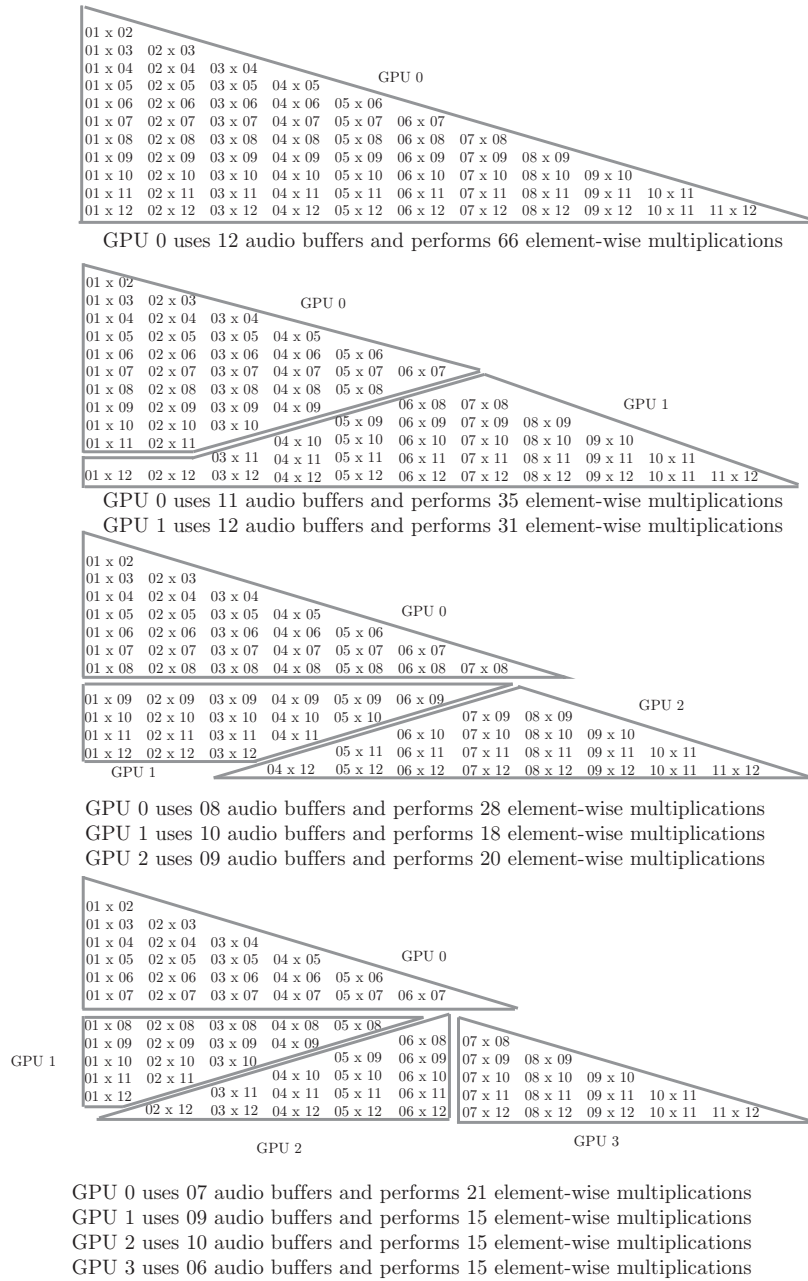 01 x 02
01 x 03 02 x 03
01 x 04 02 x 04 03 x 04
GPU 0
01 x 05 02 x 05 03 x 05 04 x 05
01 x 06 02 x 06 03 x 06 04 x 06 05 x 06
01 x 07 02 x 07 03 x 07 04 x 07 05 x 07 06 x 07
01 x 08 02 x 08 03 x 08 04 x 08 05 x 08 06 x 08 07 x 08
01 x 09 02 x 09 03 x 09 04 x 09 05 x 09 06 x 09 07 x 09 08 x 09
01 x 10 02 x 10 03 x 10 04 x 10 05 x 10 06 x 10 07 x 10 08 x 10 09 x 10
01 x 11 02 x 11 03 x 11 04 x 11 05 x 11 06 x 11 07 x 11 08 x 11 09 x 11 10 x 11
01 x 12 02 x 12 03 x 12 04 x 12 05 x 12 06 x 12 07 x 12 08 x 12 09 x 12 10 x 11 11 x 12
GPU 0 uses 12 audio buffers and performs 66 element-wise multiplications
01 x 02
01 x 03 02 x 03 GPU 0
01 x 04 02 x 04 03 x 04
01 x 05 02 x 05 03 x 05 04 x 05
01 x 06 02 x 06 03 x 06 04 x 06 05 x 06
01 x 07 02 x 07 03 x 07 04 x 07 05 x 07 06 x 07
01 x 08 02 x 08 03 x 08 04 x 08 05 x 08
06 x 08 07 x 08 GPU 1
01 x 09 02 x 09 03 x 09 04 x 09
05 x 09 06 x 09 07 x 09 08 x 09
01 x 10 02 x 10 03 x 10
04 x 10 05 x 10 06 x 10 07 x 10 08 x 10 09 x 10
01 x 11 02 x 11
03 x 11 04 x 11 05 x 11 06 x 11 07 x 11 08 x 11 09 x 11 10 x 11
01 x 12 02 x 12 03 x 12 04 x 12 05 x 12 06 x 12 07 x 12 08 x 12 09 x 12 10 x 11 11 x 12
GPU 0 uses 11 audio buffers and performs 35 element-wise multiplications
GPU 1 uses 12 audio buffers and performs 31 element-wise multiplications
01 x 02
01 x 03 02 x 03
01 x 04 02 x 04 03 x 04
GPU 0
01 x 05 02 x 05 03 x 05 04 x 05
01 x 06 02 x 06 03 x 06 04 x 06 05 x 06
01 x 07 02 x 07 03 x 07 04 x 07 05 x 07 06 x 07
01 x 08 02 x 08 03 x 08 04 x 08 05 x 08 06 x 08 07 x 08
01 x 09 02 x 09 03 x 09 04 x 09 05 x 09 06 x 09
GPU 2
01 x 10 02 x 10 03 x 10 04 x 10 05 x 10
07 x 09 08 x 09
01 x 11 02 x 11 03 x 11 04 x 11
06 x 10 07 x 10 08 x 10 09 x 10
01 x 12 02 x 12 03 x 12
05 x 11 06 x 11 07 x 11 08 x 11 09 x 11 10 x 11
GPU 1
04 x 12 05 x 12 06 x 12 07 x 12 08 x 12 09 x 12 10 x 11 11 x 12
GPU 0 uses 08 audio buffers and performs 28 element-wise multiplications
GPU 1 uses 10 audio buffers and performs 18 element-wise multiplications
GPU 2 uses 09 audio buffers and performs 20 element-wise multiplications
01 x 02
01 x 03 02 x 03
01 x 04 02 x 04 03 x 04
GPU 0
01 x 05 02 x 05 03 x 05 04 x 05
01 x 06 02 x 06 03 x 06 04 x 06 05 x 06
01 x 07 02 x 07 03 x 07 04 x 07 05 x 07 06 x 07
01 x 08 02 x 08 03 x 08 04 x 08 05 x 08
06 x 08 07 x 08
01 x 09 02 x 09 03 x 09 04 x 09
GPU 1
05 x 09 06 x 09 07 x 09 08 x 09
01 x 10 02 x 10 03 x 10
04 x 10 05 x 10 06 x 10 07 x 10 08 x 10 09 x 10
01 x 11 02 x 11
03 x 11 04 x 11 05 x 11 06 x 11 07 x 11 08 x 11 09 x 11 10 x 11
01 x 12
02 x 12 03 x 12 04 x 12 05 x 12 06 x 12 07 x 12 08 x 12 09 x 12 10 x 11 11 x 12
GPU 2 GPU 3
GPU 0 uses 07 audio buffers and performs 21 element-wise multiplications
GPU 1 uses 09 audio buffers and performs 15 element-wise multiplications
GPU 2 uses 10 audio buffers and performs 15 element-wise multiplications
GPU 3 uses 06 audio buffers and performs 15 element-wise multiplications